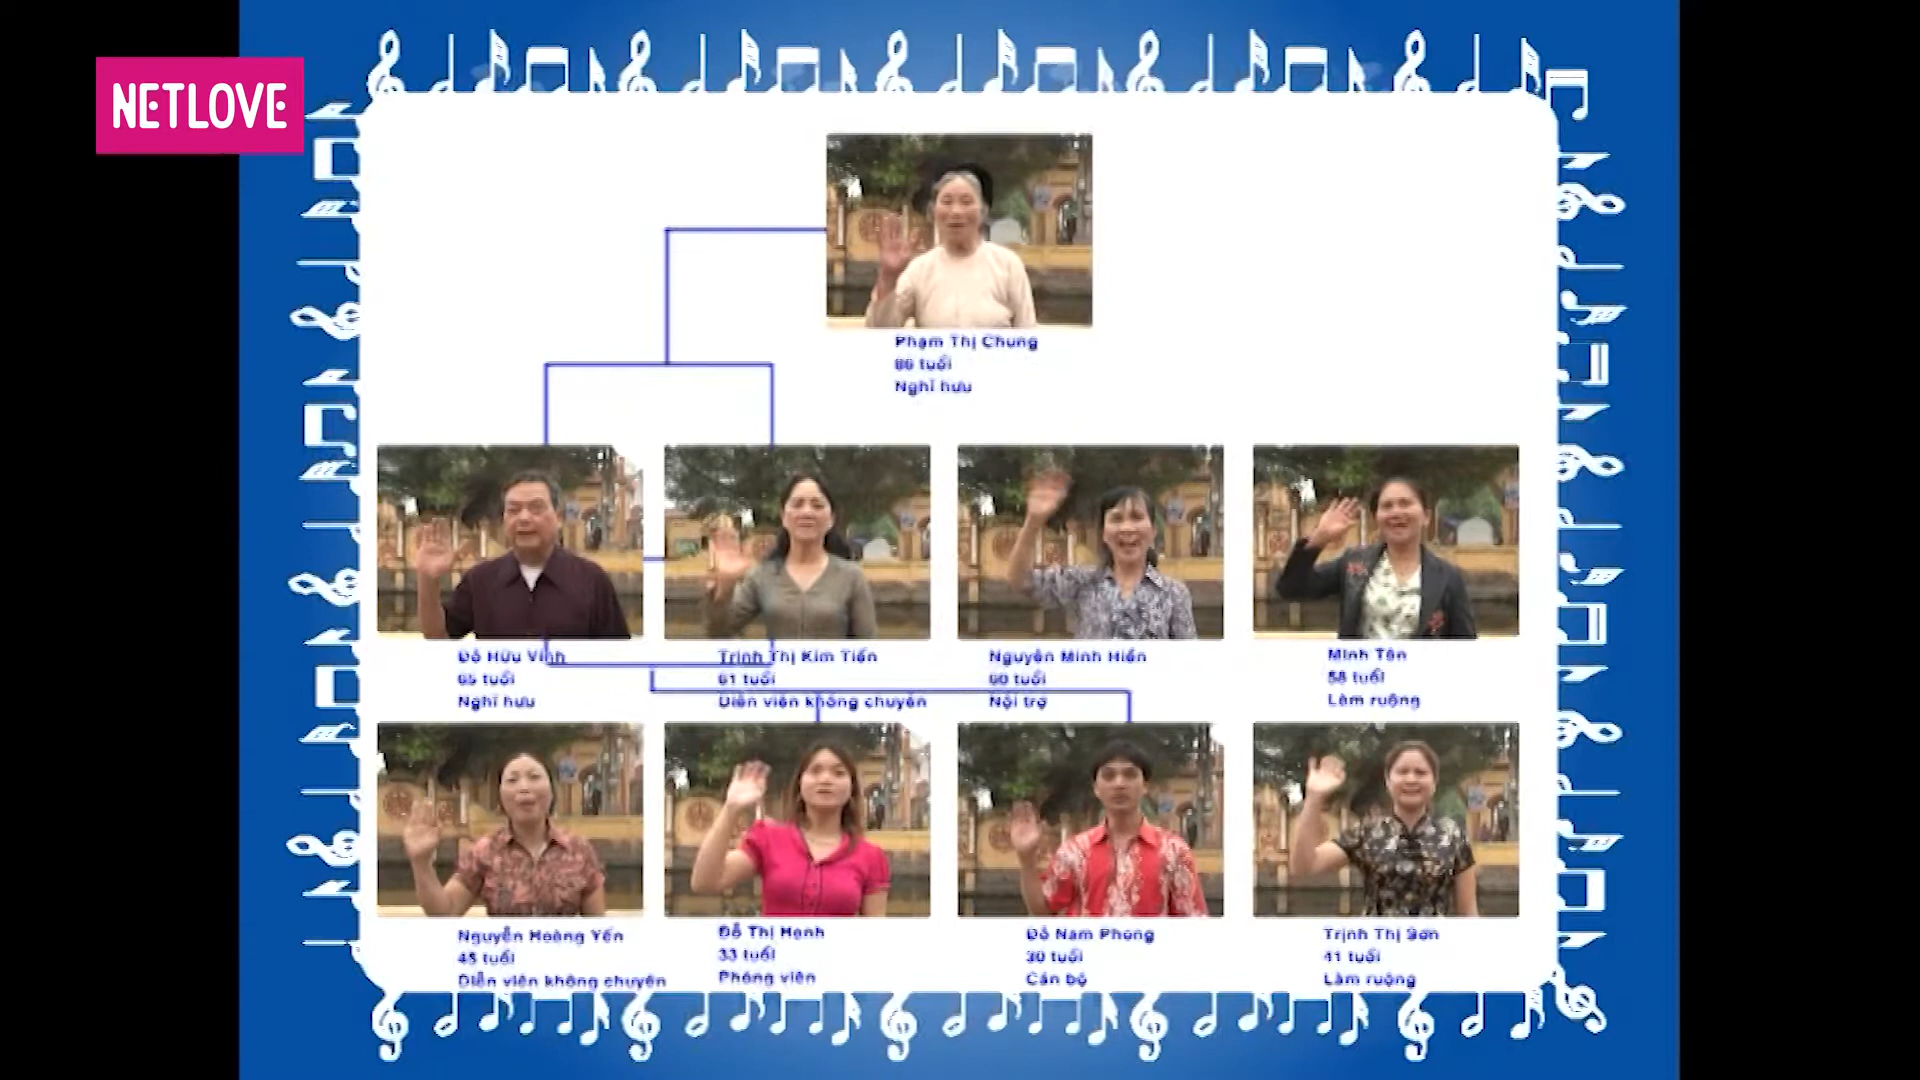 NETLOVE
Phạm Thị Chung
86 tuổi
Nghỉ hưu
Đỗ Hữu Vinh
65 tuổi
Nghỉ hưu
Trịnh Thị Kim Tiến
61 tuổi
Diễn viên không chuyên
Nguyễn Minh Hiền
60 tuổi
Nội trợ
Minh Tân
58 tuổi
Làm ruộng
Nguyễn Hoàng Yến
45 tuổi
Diễn viên không chuyên
Đỗ Thị Hạnh
33 tuổi
Phóng viên
Đỗ Nam Phong
30 tuổi
Cán bộ
Trịnh Thị Sơn
41 tuổi
Làm ruộng